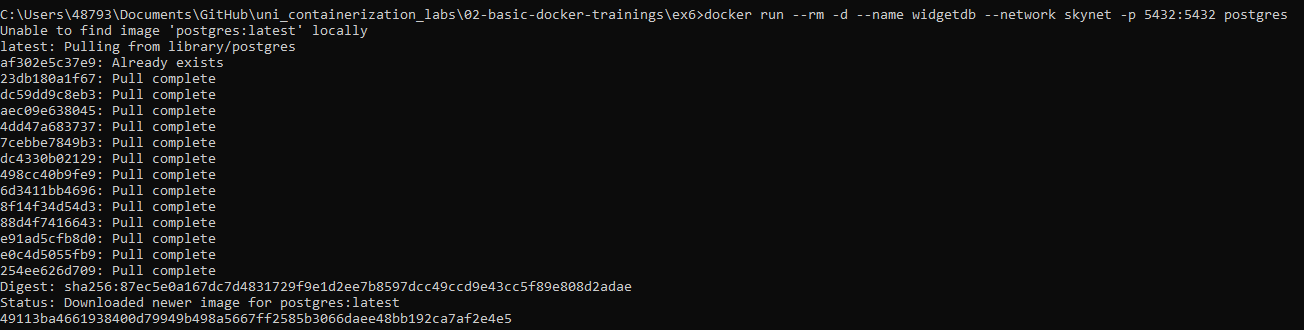 C:\Users\48793\Documents\GitHub\uni_containerization_labs\02-basic-docker-trainings\ex6>docker run --rm -d --name widgetdb --network skynet -p 5432:5432 postgres
Unable to find image 'postgres:latest' locally
latest: Pulling from library/postgres
af302e5c37e9: Already exists
23db180a1f67: Pull complete
dc59dd9c8eb3: Pull complete
aec09e638045: Pull complete
4dd47a683737: Pull complete
7cebbe7849b3: Pull complete
dc4330b02129: Pull complete
498cc40b9fe9: Pull complete
6d3411bb4696: Pull complete
8f14f34d54d3: Pull complete
88d4f7416643: Pull complete
e91ad5cfb8d0: Pull complete
e0c4d5055fb9: Pull complete
254ee626d709: Pull complete
Digest: sha256:87ec5e0a167dc7d4831729f9e1d2ee7b8597dcc49ccd9e43cc5f89e808d2adae
Status: Downloaded newer image for postgres:latest
49113ba4661938400d79949b498a5667ff2585b3066daee48bb192ca7af2e4e5